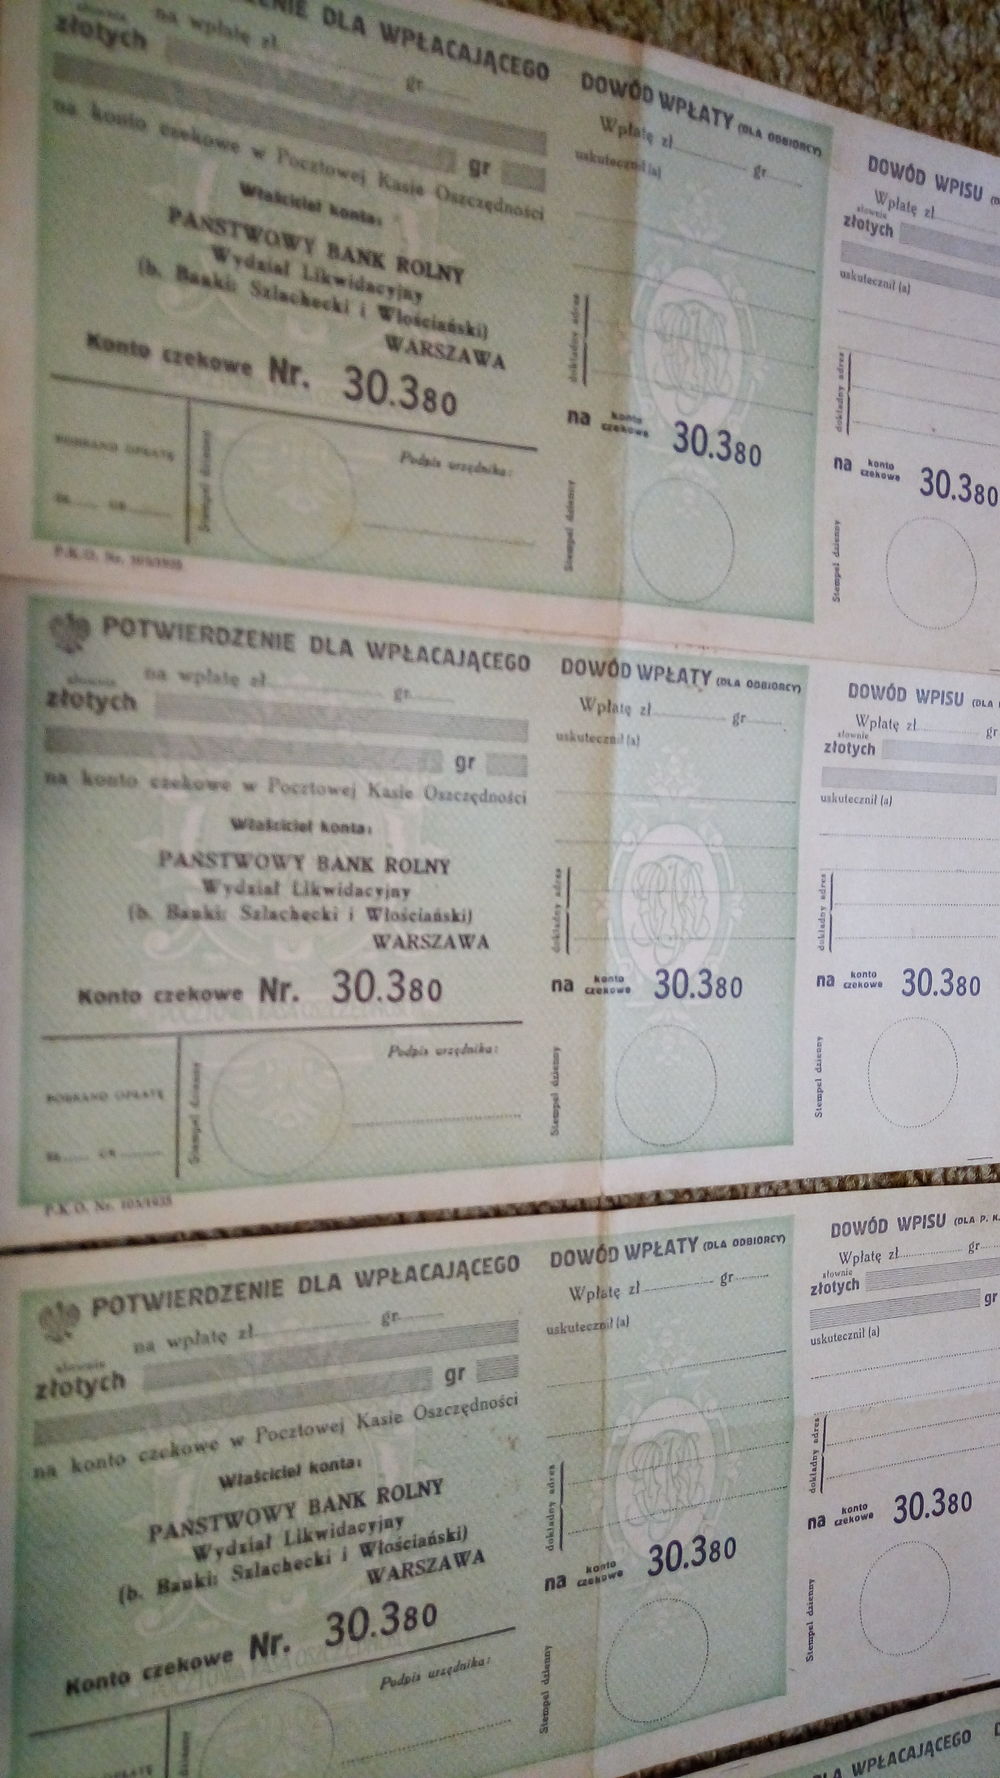 DLA WPŁACAJĄCEGO
na wpłatę zł gr
słownie
złotych
gr
na konto czekowe w Pocztowej Kasie Oszczędności
Właściciel konta:
PAŃSTWOWY BANK ROLNY
Wydział Likwidacyjny
(b. Banki: Szlachecki i Włościański)
WARSZAWA
Konto czekowe Nr. 30.380
POBRANO OPŁATĘ
Stempel dzienny
Podpis urzędnika:
P.K.O. Nr.
DOWÓD WPŁATY (DLA ODBIORCY)
Wpłatę zł gr
uskutecznił (a)
dokładny adres
na konto czekowe 30.380
Stempel dzienny
DOWÓD WPISU
Wpłatę zł
słownie
złotych
uskutecznił (a)
dokładny adres
na konto czekowe 30.380
Stempel dzienny
POTWIERDZENIE DLA WPŁACAJĄCEGO
na wpłatę zł gr
słownie
złotych
gr
na konto czekowe w Pocztowej Kasie Oszczędności
Właściciel konta:
PAŃSTWOWY BANK ROLNY
Wydział Likwidacyjny
(b. Banki: Szlachecki i Włościański)
WARSZAWA
Konto czekowe Nr. 30.380
POBRANO OPŁATĘ
Stempel dzienny
Podpis urzędnika:
P.K.O. Nr.
DOWÓD WPŁATY (DLA ODBIORCY)
Wpłatę zł gr
uskutecznił (a)
dokładny adres
na konto czekowe 30.380
Stempel dzienny
DOWÓD WPISU (DLA
Wpłatę zł gr
słownie
złotych
uskutecznił (a)
dokładny adres
na konto czekowe 30.380
Stempel dzienny
POTWIERDZENIE DLA WPŁACAJĄCEGO
na wpłatę zł gr
słownie
złotych
gr
na konto czekowe w Pocztowej Kasie Oszczędności
Właściciel konta:
PAŃSTWOWY BANK ROLNY
Wydział Likwidacyjny
(b. Banki: Szlachecki i Włościański)
WARSZAWA
Konto czekowe Nr. 30.380
Podpis urzędnika:
DOWÓD WPŁATY (DLA ODBIORCY)
Wpłatę zł gr
uskutecznił (a)
dokładny adres
na konto czekowe 30.380
Stempel dzienny
DOWÓD WPISU (DLA P. K.
Wpłatę zł gr
słownie
złotych
gr
uskutecznił (a)
dokładny adres
na konto czekowe 30.380
Stempel dzienny
WPŁACAJĄCEGO